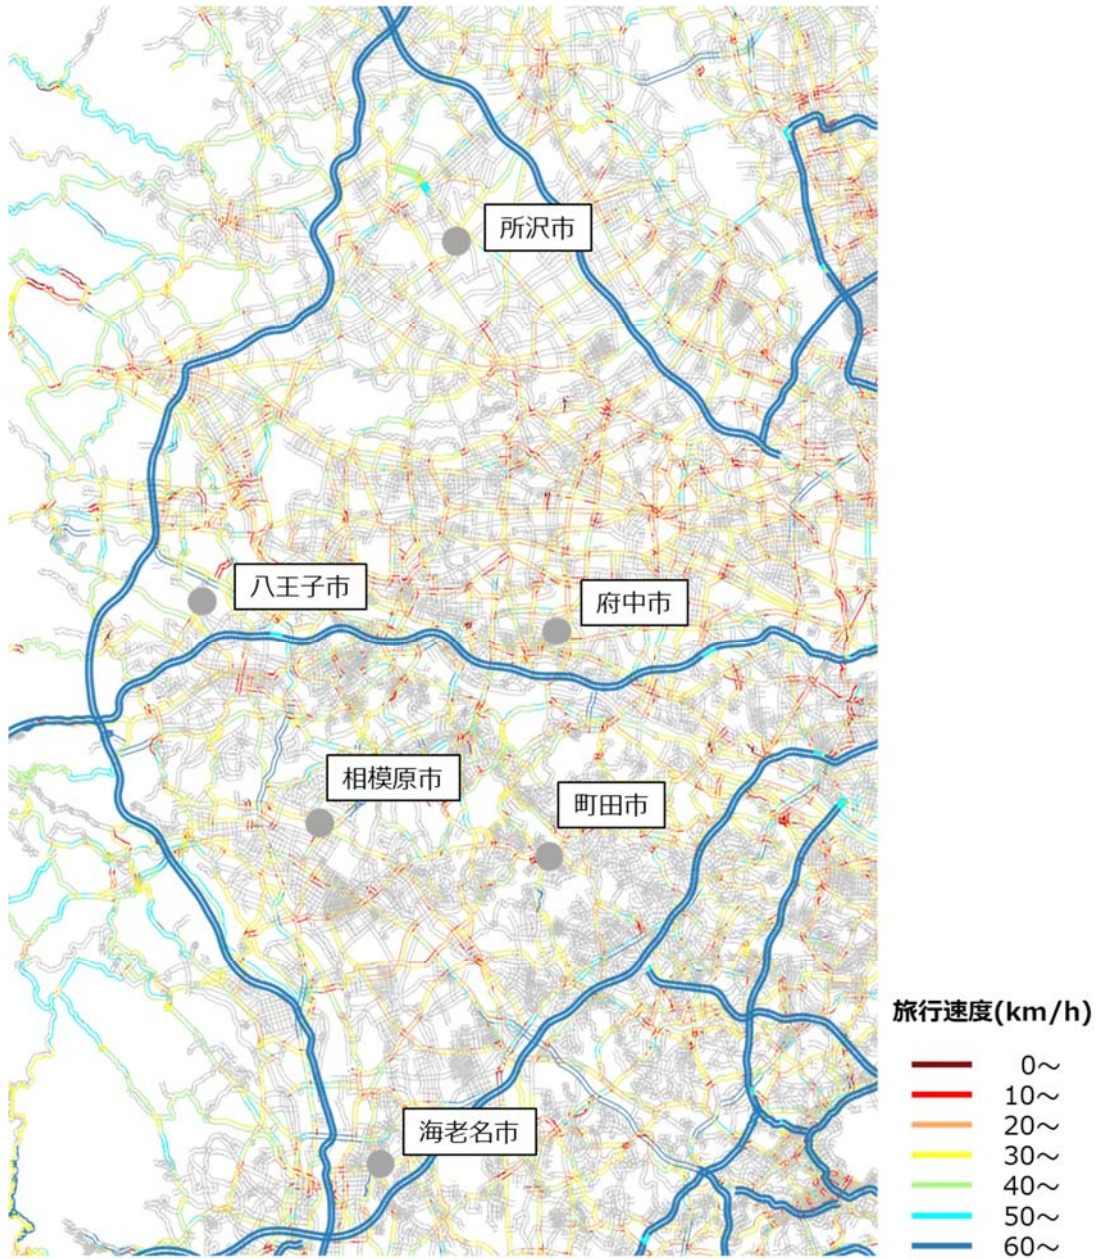 所沢市
八王子市
府中市
相模原市
町田市
海老名市
旅行速度(km/h)
0～
10～
20～
30～
40～
50～
60～